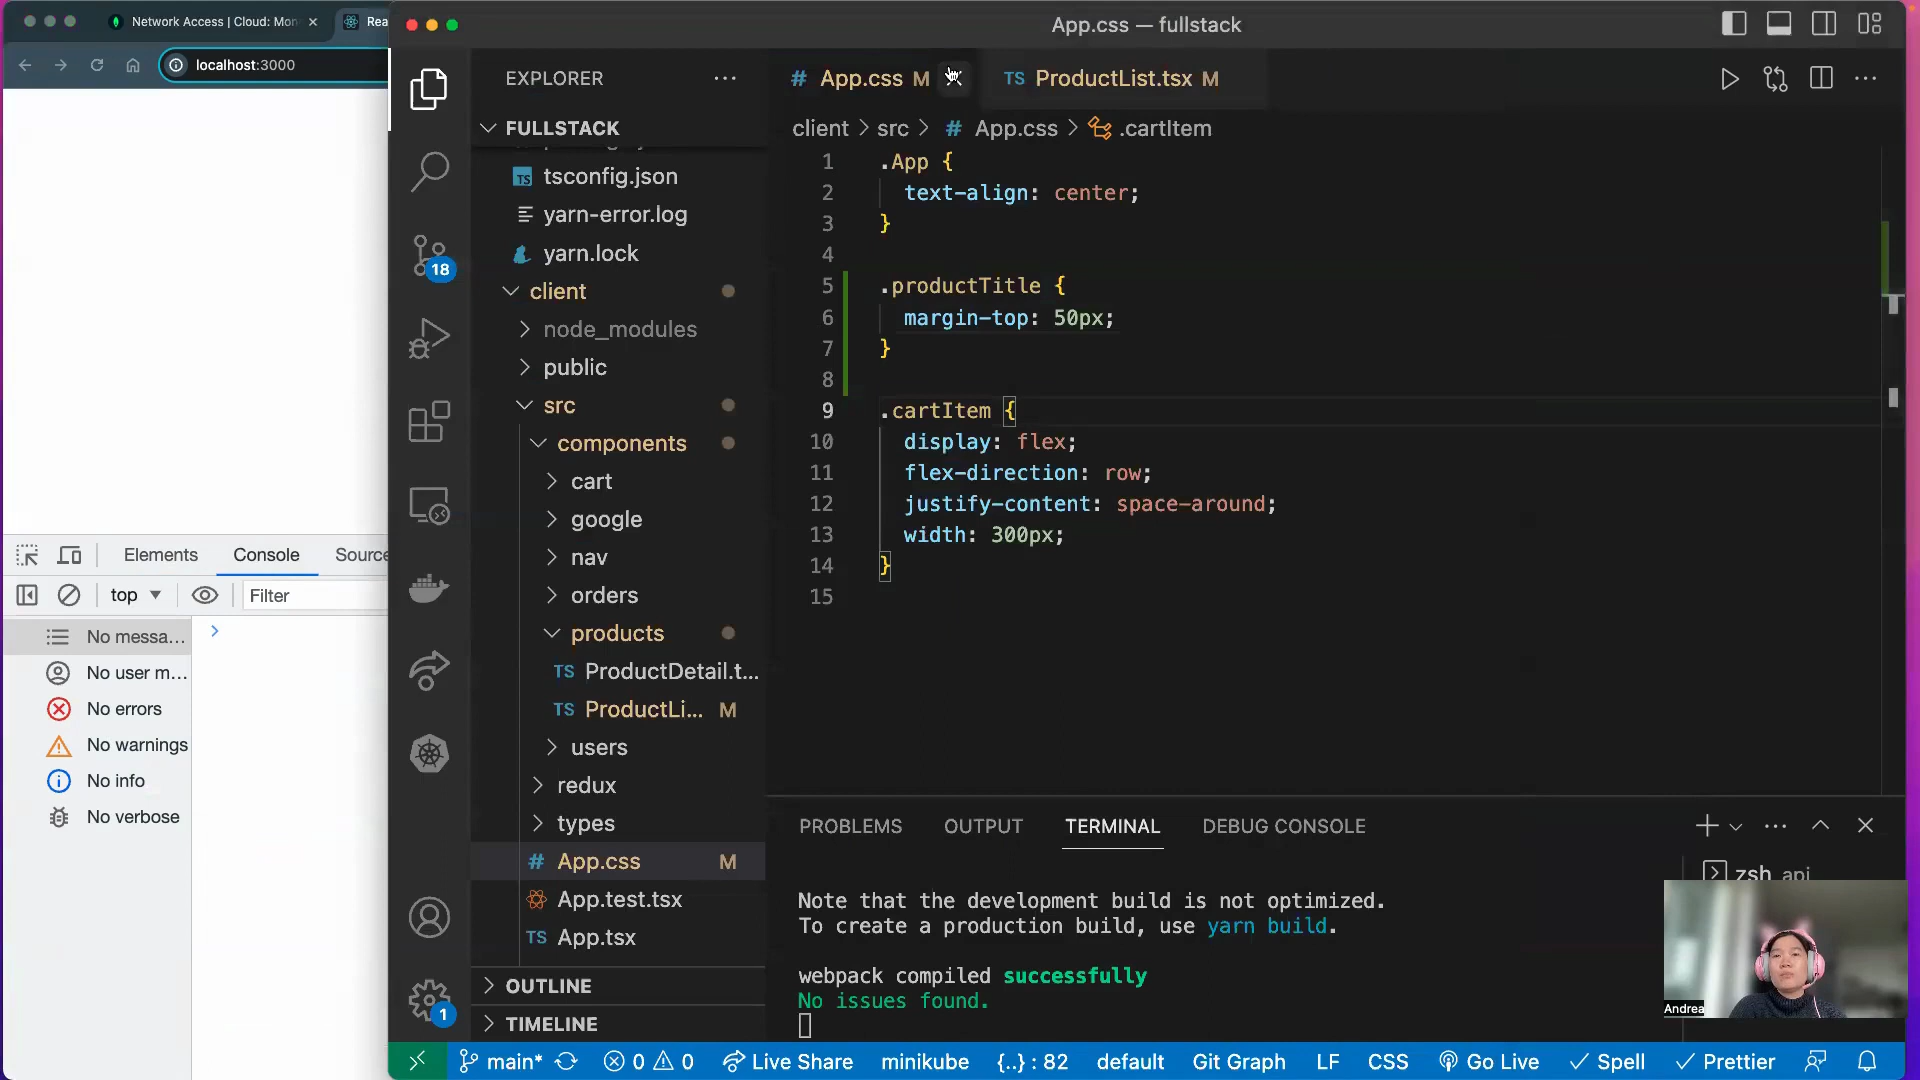 Network Access | Cloud: Mon
Rea
localhost:3000
App.css — fullstack
EXPLORER
FULLSTACK
tsconfig.json
yarn-error.log
yarn.lock
client
node_modules
public
src
components
cart
google
nav
orders
products
TS ProductDetail.t...
TS ProductLi... M
users
redux
types
# App.css M
App.test.tsx
TS App.tsx
OUTLINE
TIMELINE
18
1
# App.css M
TS ProductList.tsx M
client > src > # App.css > .cartItem
1 .App {
2 text-align: center;
3 }
4
5 .productTitle {
6 margin-top: 50px;
7 }
8
9 .cartItem {
10 display: flex;
11 flex-direction: row;
12 justify-content: space-around;
13 width: 300px;
14 }
15
Elements Console Source
top Filter
No messa...
No user m...
No errors
No warnings
No info
No verbose
PROBLEMS OUTPUT TERMINAL DEBUG CONSOLE
zsh api
Note that the development build is not optimized.
To create a production build, use yarn build.
webpack compiled successfully
No issues found.
Andrea
main* 0 0 Live Share minikube {..} : 82 default Git Graph LF CSS Go Live Spell Prettier